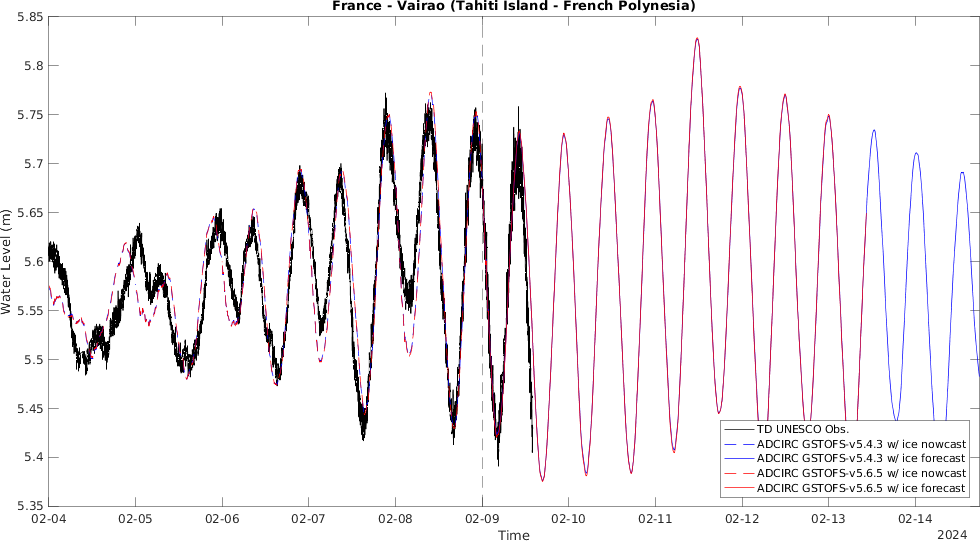 France - Vairao (Tahiti Island - French Polynesia)
5.85
5.8
5.75
5.7
5.65
5.6
5.55
5.5
5.45
5.4
5.35
Water Level (m)
TD UNESCO Obs.
ADCIRC GSTOFS-v5.4.3 w/ ice nowcast
ADCIRC GSTOFS-v5.4.3 w/ ice forecast
ADCIRC GSTOFS-v5.6.5 w/ ice nowcast
ADCIRC GSTOFS-v5.6.5 w/ ice forecast
02-04 02-05 02-06 02-07 02-08 02-09 02-10 02-11 02-12 02-13 02-14
Time
2024